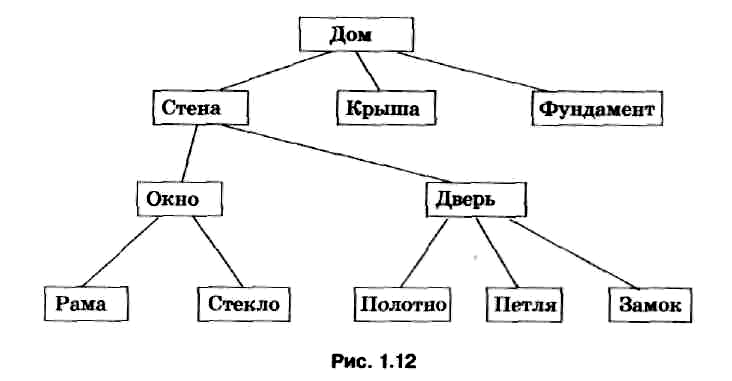 Дом
Стена Крыша Фундамент
Окно Дверь
Рама Стекло Полотно Петля Замок
Рис. 1.12